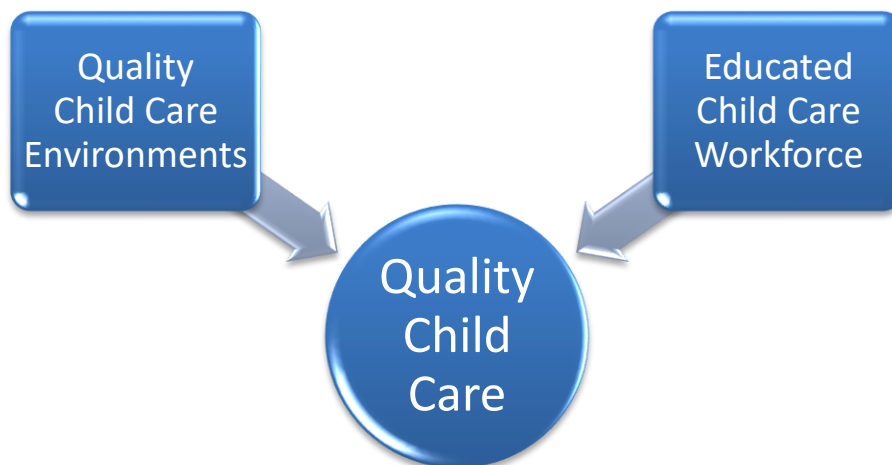 Quality
Child Care
Environments
Educated
Child Care
Workforce
Quality
Child
Care